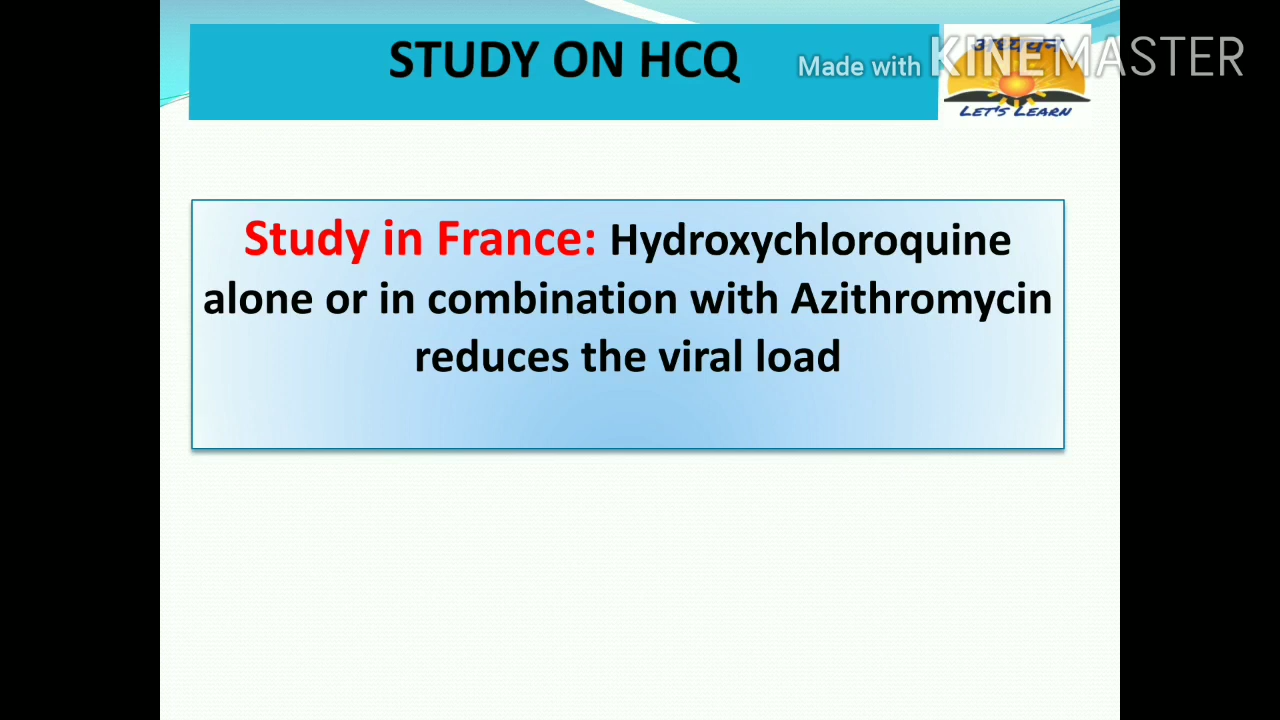 STUDY ON HCQ
Made with KINEMASTER
LET'S LEARN
Study in France: Hydroxychloroquine
alone or in combination with Azithromycin
reduces the viral load